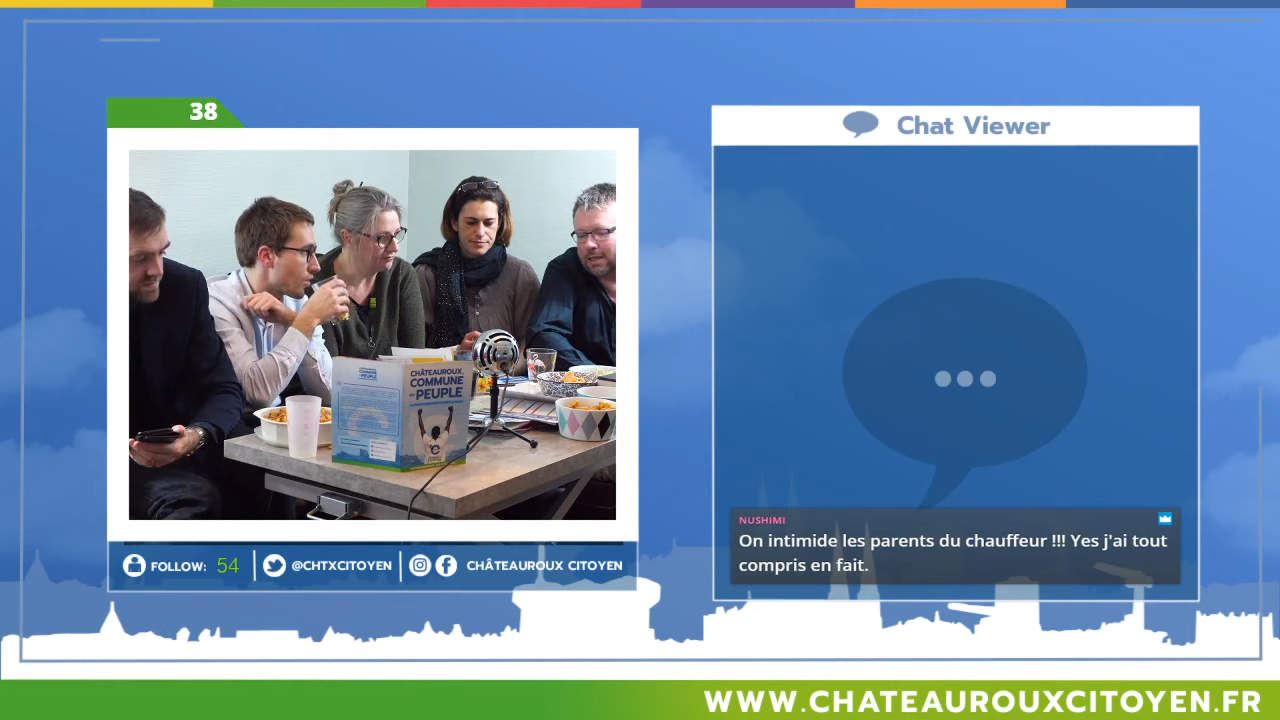 38
Chat Viewer
CHÂTEAUROUX,
COMMUNE
DU PEUPLE
NUSHIMI
On intimide les parents du chauffeur !!! Yes j'ai tout
compris en fait.
FOLLOW: 54
@CHTXCITOYEN
CHÂTEAUROUX CITOYEN
WWW.CHATEAUROUXCITOYEN.FR